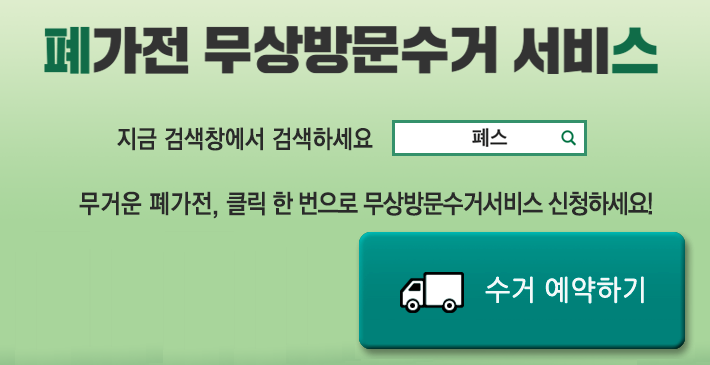 폐가전 무상방문수거 서비스
지금 검색창에서 검색하세요 폐스
무거운 폐가전, 클릭 한 번으로 무상방문수거서비스 신청하세요!
수거 예약하기